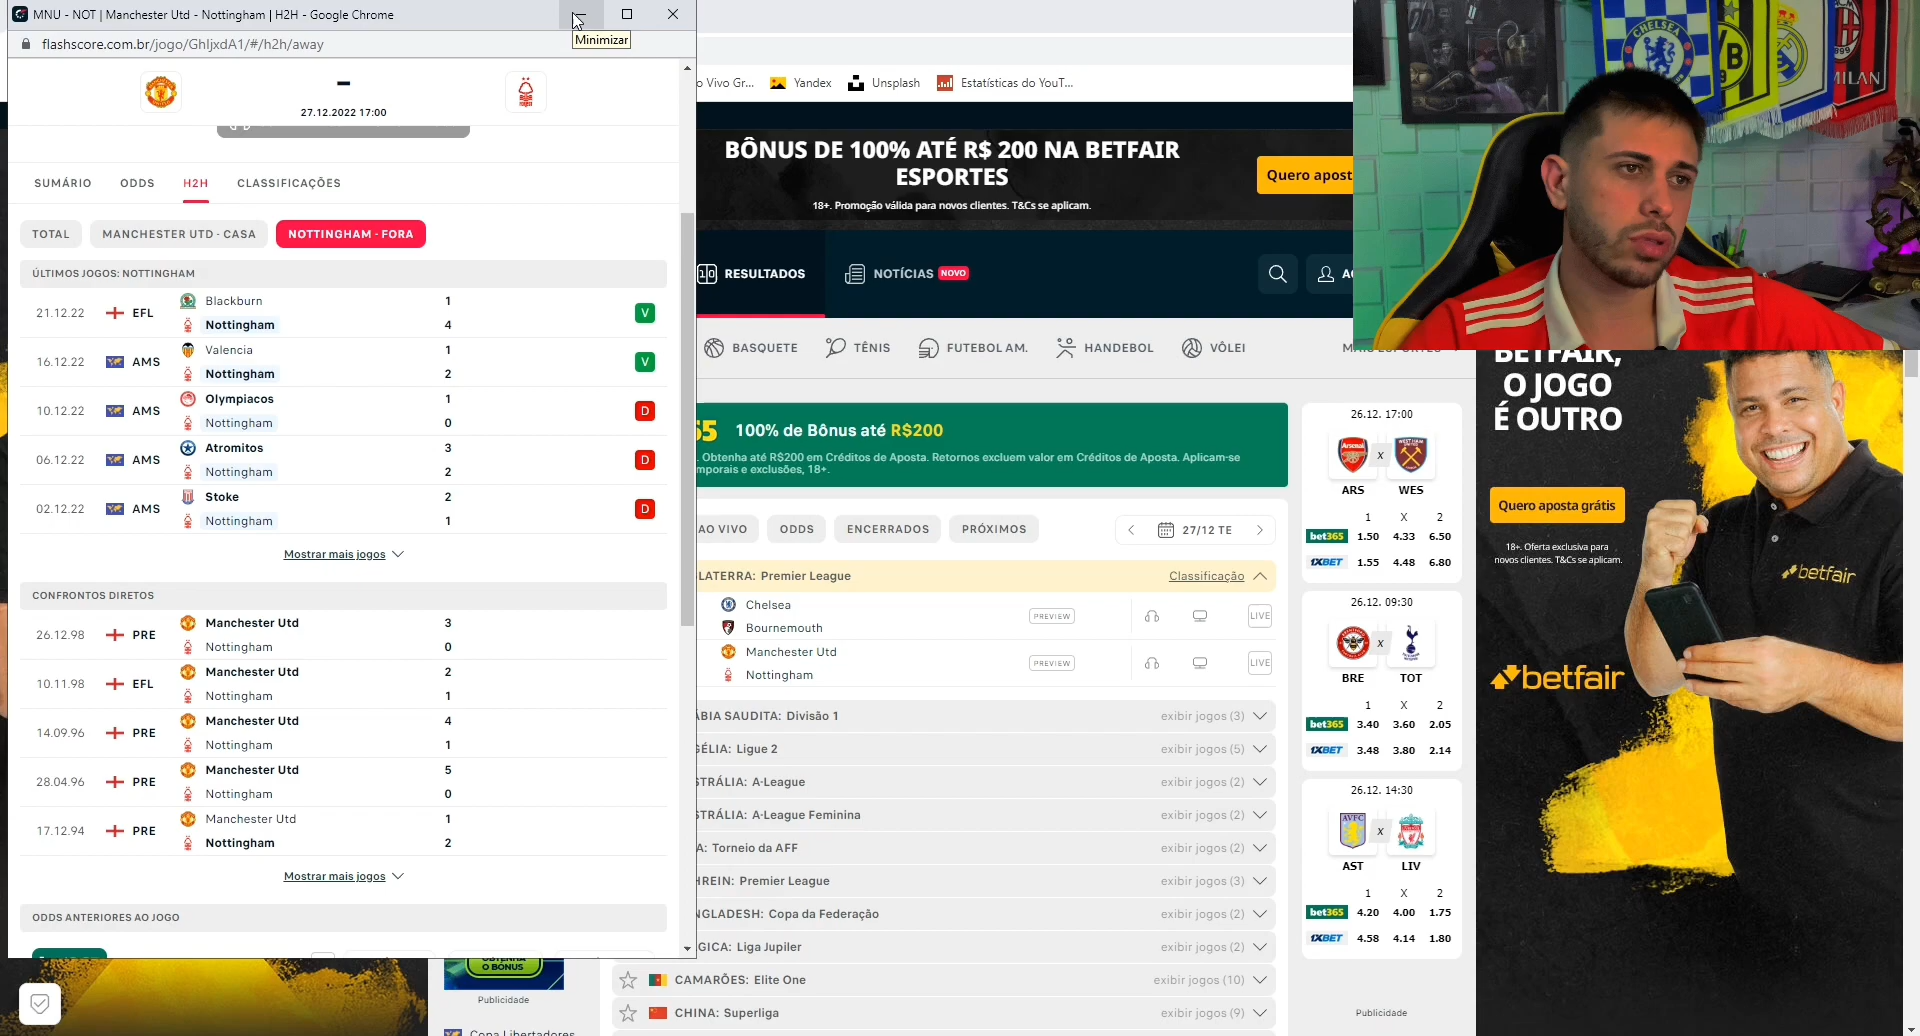 MNU - NOT | Manchester Utd - Nottingham | H2H - Google Chrome
Minimizar
flashscore.com.br/jogo/GhIjxdA1/#/h2h/away
27.12.2022 17:00
SUMÁRIO ODDS H2H CLASSIFICAÇÕES
TOTAL MANCHESTER UTD - CASA NOTTINGHAM - FORA
ÚLTIMOS JOGOS: NOTTINGHAM
21.12.22 EFL Blackburn 1 V
Nottingham 4
16.12.22 AMS Valencia 1 V
Nottingham 2
10.12.22 AMS Olympiacos 1 D
Nottingham 0
06.12.22 AMS Atromitos 3 D
Nottingham 2
02.12.22 AMS Stoke 2 D
Nottingham 1
Mostrar mais jogos
CONFRONTOS DIRETOS
26.12.98 PRE Manchester Utd 3
Nottingham 0
10.11.98 EFL Manchester Utd 2
Nottingham 1
14.09.96 PRE Manchester Utd 4
Nottingham 1
28.04.96 PRE Manchester Utd 5
Nottingham 0
17.12.94 PRE Manchester Utd 1
Nottingham 2
Mostrar mais jogos
ODDS ANTERIORES AO JOGO
O BONUS
Publicidade
Copa Libertadores
o Vivo Gr... Yandex Unsplash Estatísticas do YouT...
BÔNUS DE 100% ATÉ R$ 200 NA BETFAIR
ESPORTES
18+. Promoção válida para novos clientes. T&Cs se aplicam.
Quero apost
RESULTADOS NOTÍCIAS NOVO
BASQUETE TÊNIS FUTEBOL AM. HANDEBOL VÔLEI
100% de Bônus até R$200
. Obtenha até R$200 em Créditos de Aposta. Retornos excluem valor em Créditos de Aposta. Aplicam-se
mporais e exclusões, 18+.
AO VIVO ODDS ENCERRADOS PRÓXIMOS 27/12 TE
LATERRA: Premier League Classificação
Chelsea
PREVIEW LIVE
Bournemouth
Manchester Utd
PREVIEW LIVE
Nottingham
ÁBIA SAUDITA: Divisão 1 exibir jogos (3)
GÉLIA: Ligue 2 exibir jogos (5)
STRÁLIA: A-League exibir jogos (2)
STRÁLIA: A-League Feminina exibir jogos (2)
A: Torneio da AFF exibir jogos (2)
HREIN: Premier League exibir jogos (3)
NGLADESH: Copa da Federação exibir jogos (2)
GICA: Liga Jupiler exibir jogos (2)
CAMARÕES: Elite One exibir jogos (10)
CHINA: Superliga exibir jogos (9)
26.12. 17:00
Arsenal x
ARS WES
1 X 2
bet365 1.50 4.33 6.50
1XBET 1.55 4.48 6.80
26.12. 09:30
x
BRE TOT
1 X 2
bet365 3.40 3.60 2.05
1XBET 3.48 3.80 2.14
26.12. 14:30
AVFC x
AST LIV
1 X 2
bet365 4.20 4.00 1.75
1XBET 4.58 4.14 1.80
Publicidade
CHELSEA
MILAN
BETFAIR,
O JOGO
É OUTRO
Quero aposta grátis
18+. Oferta exclusiva para
novos clientes. T&Cs se aplicam.
betfair
betfair